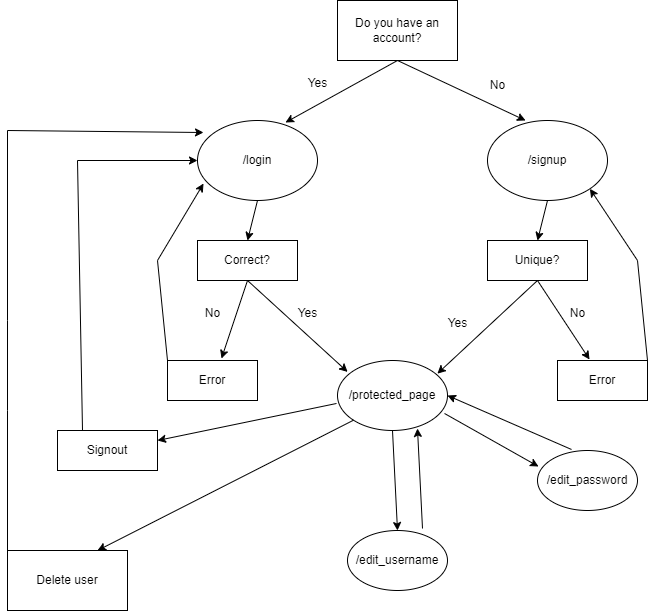 Do you have an
account?
Yes
No
/login
/signup
Correct?
Unique?
No
Yes
Yes
No
Error
/protected_page
Error
Signout
/edit_password
/edit_username
Delete user